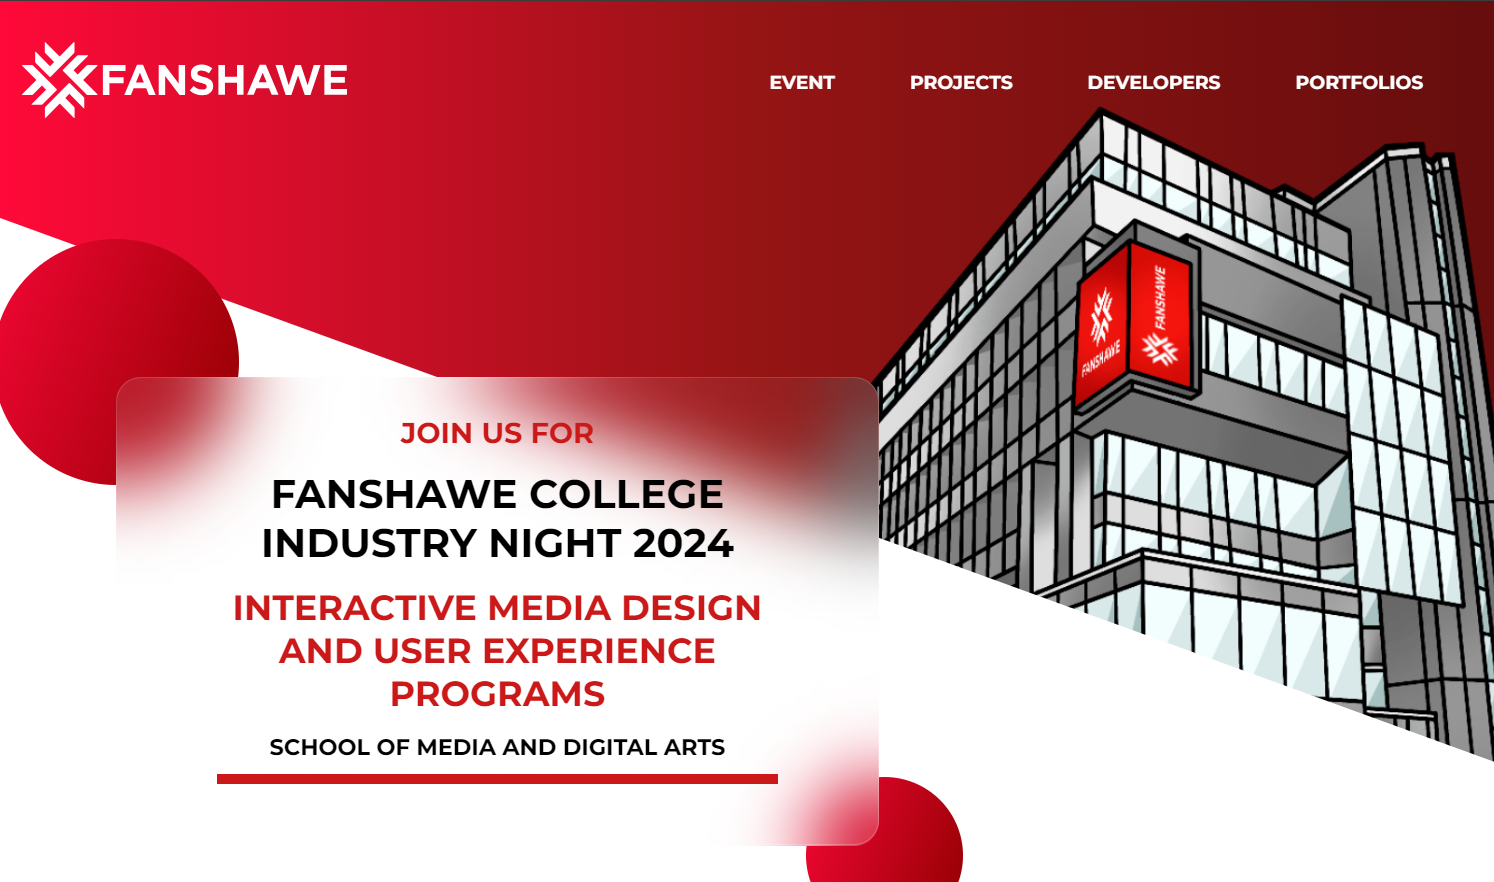 FANSHAWE
EVENT
PROJECTS
DEVELOPERS
PORTFOLIOS
FANSHAWE
FANSHAWE
JOIN US FOR
FANSHAWE COLLEGE
INDUSTRY NIGHT 2024
INTERACTIVE MEDIA DESIGN
AND USER EXPERIENCE
PROGRAMS
SCHOOL OF MEDIA AND DIGITAL ARTS